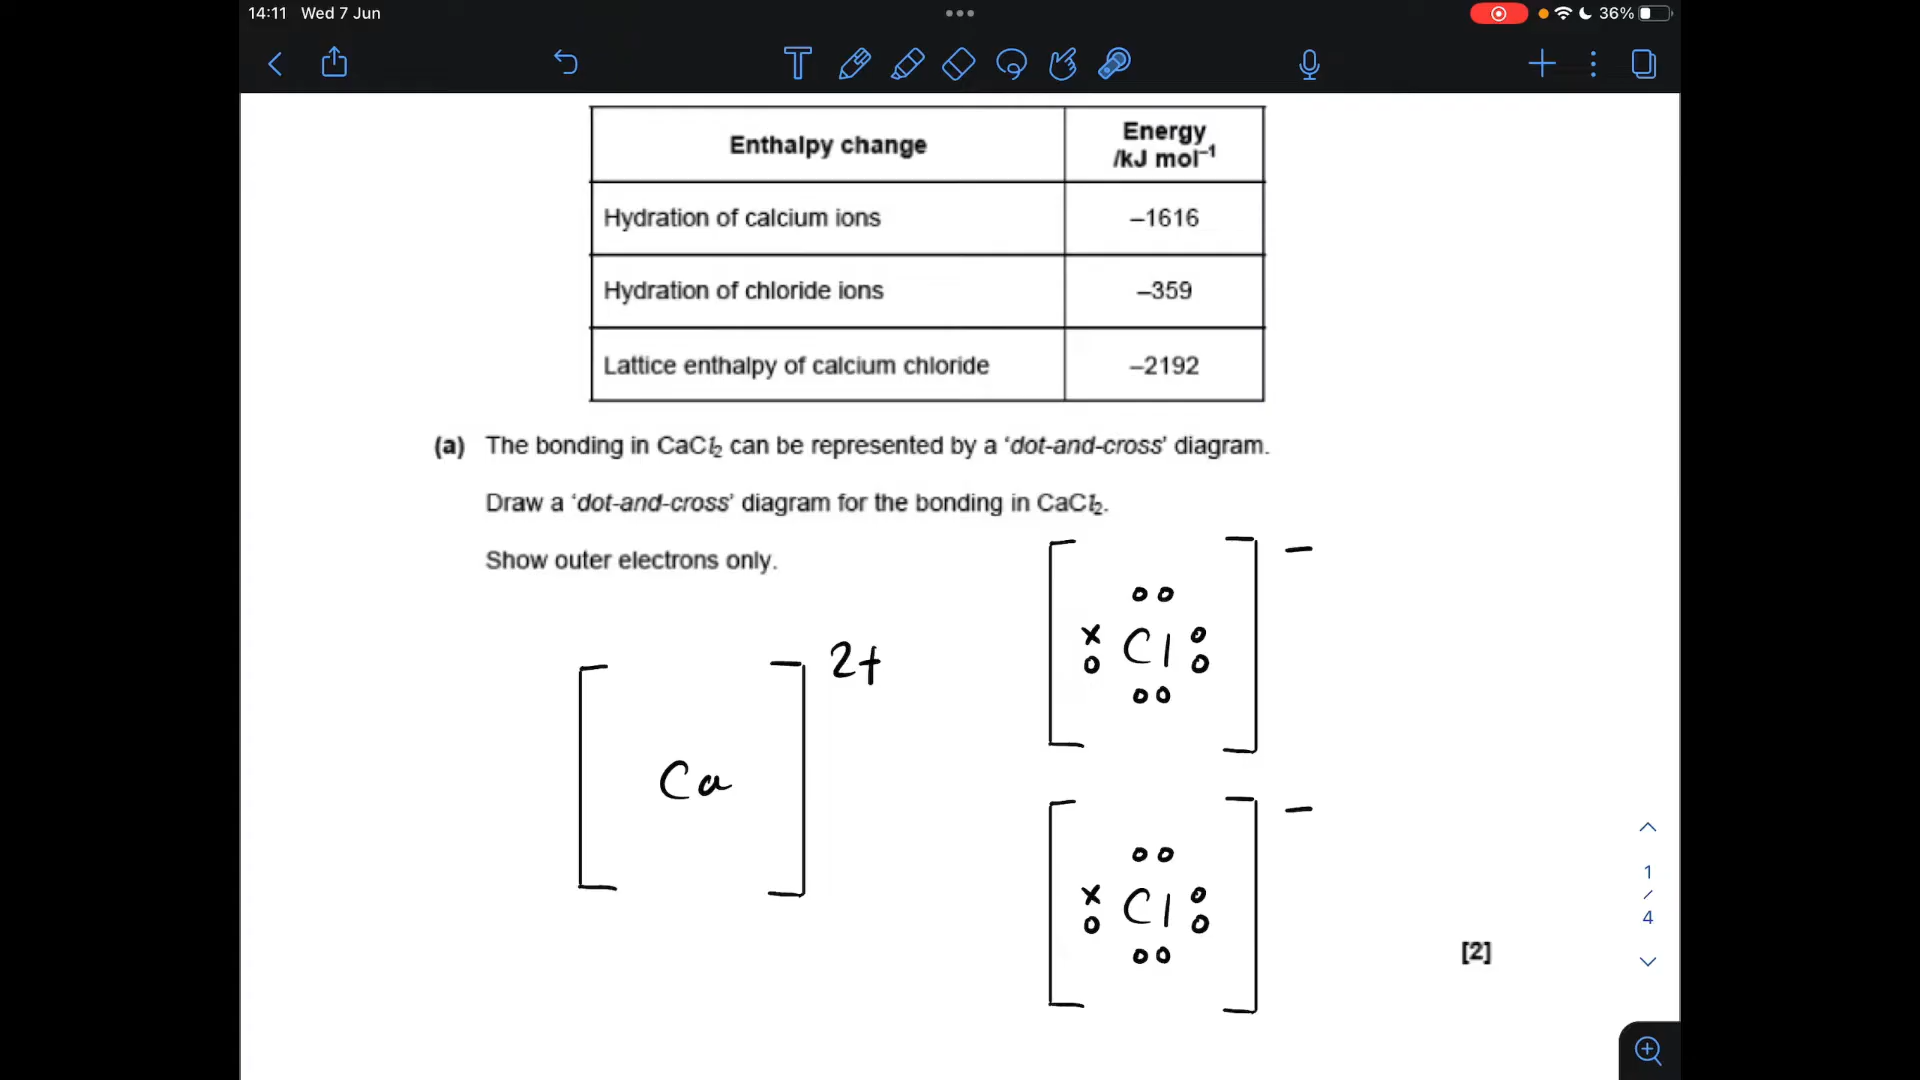 14:11 Wed 7 Jun
36%
T
Enthalpy change
Energy
/kJ mol⁻¹
Hydration of calcium ions –1616
Hydration of chloride ions –359
Lattice enthalpy of calcium chloride –2192
(a) The bonding in CaCl₂ can be represented by a ‘dot-and-cross’ diagram.
Draw a ‘dot-and-cross’ diagram for the bonding in CaCl₂.
Show outer electrons only.
Cl −
Ca 2+
Cl −
1
/
4
[2]